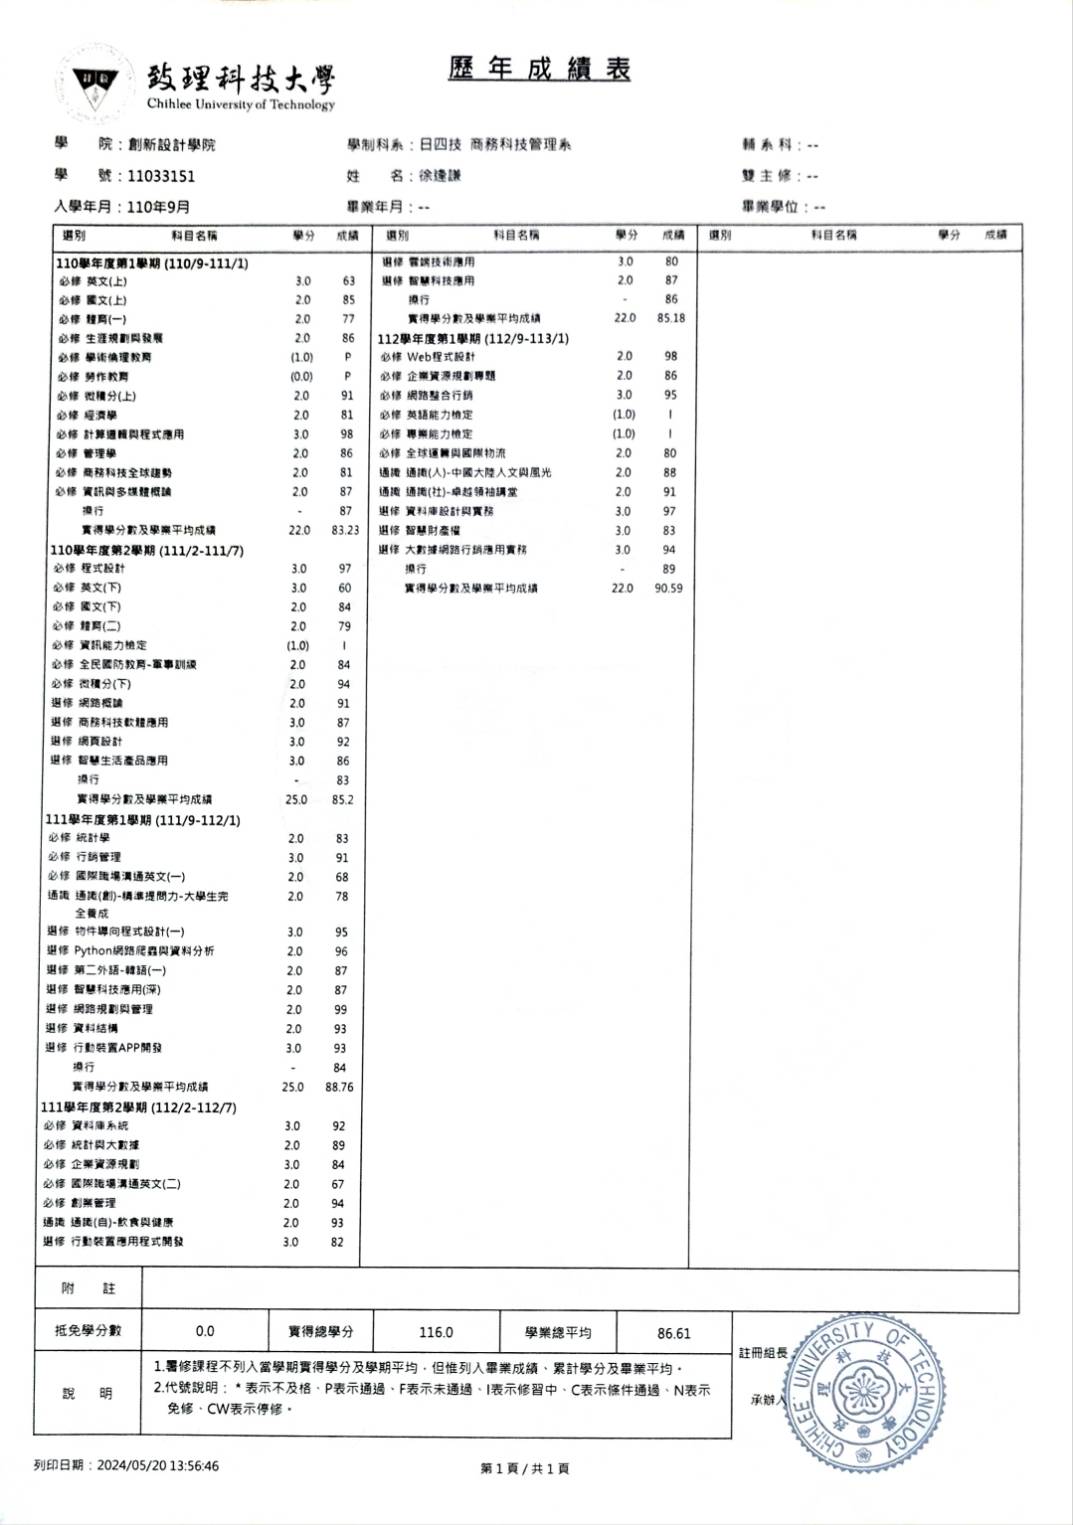 致理科技大學
Chihlee University of Technology
歷年成績表
學 院：創新設計學院 學制科系：日四技 商務科技管理系 輔系科：--
學 號：11033151 姓 名：徐達謙 雙主修：--
入學年月：110年9月 畢業年月：-- 畢業學位：--
選別 科目名稱 學分 成績
110學年度第1學期 (110/9-111/1)
必修 英文(上) 3.0 63
必修 國文(上) 2.0 85
必修 體育(一) 2.0 77
必修 生涯規劃與發展 2.0 86
必修 學術倫理教育 (1.0) P
必修 勞作教育 (0.0) P
必修 微積分(上) 2.0 91
必修 經濟學 2.0 81
必修 計算邏輯與程式應用 3.0 98
必修 管理學 2.0 86
必修 商務科技全球趨勢 2.0 81
必修 資訊與多媒體概論 2.0 87
操行 - 87
實得學分數及學業平均成績 22.0 83.23
110學年度第2學期 (111/2-111/7)
必修 程式設計 3.0 97
必修 英文(下) 3.0 60
必修 國文(下) 2.0 84
必修 體育(二) 2.0 79
必修 資訊能力檢定 (1.0) I
必修 全民國防教育-軍事訓練 2.0 84
必修 微積分(下) 2.0 94
選修 網路概論 2.0 91
選修 商務科技軟體應用 3.0 87
選修 網頁設計 3.0 92
選修 智慧生活產品應用 3.0 86
操行 - 83
實得學分數及學業平均成績 25.0 85.2
111學年度第1學期 (111/9-112/1)
必修 統計學 2.0 83
必修 行銷管理 3.0 91
必修 國際職場溝通英文(一) 2.0 68
通識 通識(創)-精準提問力-大學生完 2.0 78
全養成
選修 物件導向程式設計(一) 3.0 95
選修 Python網路爬蟲與資料分析 2.0 96
選修 第二外語-韓語(一) 2.0 87
選修 智慧科技應用(深) 2.0 87
選修 網路規劃與管理 2.0 99
選修 資料結構 2.0 93
選修 行動裝置APP開發 3.0 93
操行 - 84
實得學分數及學業平均成績 25.0 88.76
111學年度第2學期 (112/2-112/7)
必修 資料庫系統 3.0 92
必修 統計與大數據 2.0 89
必修 企業資源規劃 3.0 84
必修 國際職場溝通英文(二) 2.0 67
必修 創業管理 2.0 94
通識 通識(自)-飲食與健康 2.0 93
選修 行動裝置應用程式開發 3.0 82
選別 科目名稱 學分 成績
選修 雲端技術應用 3.0 80
選修 智慧科技應用 2.0 87
操行 - 86
實得學分數及學業平均成績 22.0 85.18
112學年度第1學期 (112/9-113/1)
必修 Web程式設計 2.0 98
必修 企業資源規劃專題 2.0 86
必修 網路整合行銷 3.0 95
必修 英語能力檢定 (1.0) I
必修 專業能力檢定 (1.0) I
必修 全球運籌與國際物流 2.0 80
通識 通識(人)-中國大陸人文與風光 2.0 88
通識 通識(社)-卓越領袖講堂 2.0 91
選修 資料庫設計與實務 3.0 97
選修 智慧財產權 3.0 83
選修 大數據網路行銷應用實務 3.0 94
操行 - 89
實得學分數及學業平均成績 22.0 90.59
選別 科目名稱 學分 成績
附 註
抵免學分數 0.0 實得總學分 116.0 學業總平均 86.61
說 明
1.暑修課程不列入當學期實得學分及學期平均，但惟列入畢業成績、累計學分及畢業平均。
2.代號說明：* 表示不及格、P表示通過、F表示未通過、I表示修習中、C表示條件通過、N表示
免修、CW表示停修。
註冊組長
承辦人
CHIHLEE UNIVERSITY OF TECHNOLOGY
致理科技大學
列印日期：2024/05/20 13:56:46
第1頁/共1頁